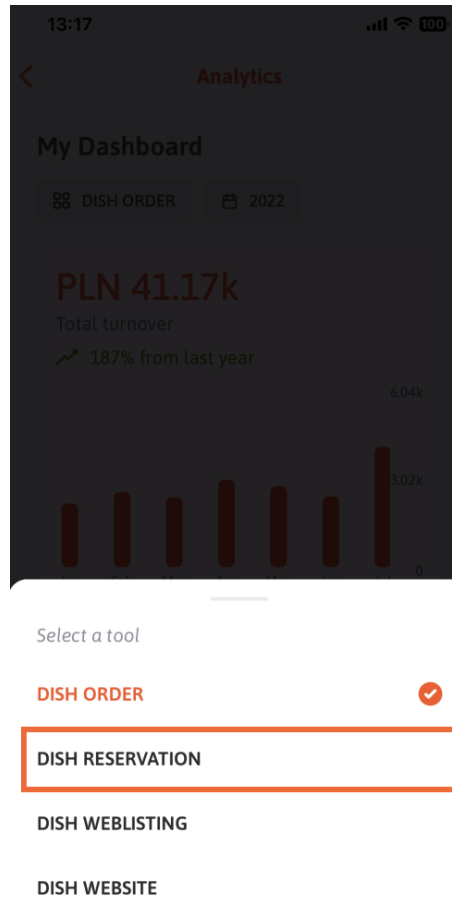 13:17
100
Analytics
My Dashboard
DISH ORDER
2022
PLN 41.17k
Total turnover
187% from last year
6.04k
3.02k
0
Select a tool
DISH ORDER
DISH RESERVATION
DISH WEBLISTING
DISH WEBSITE